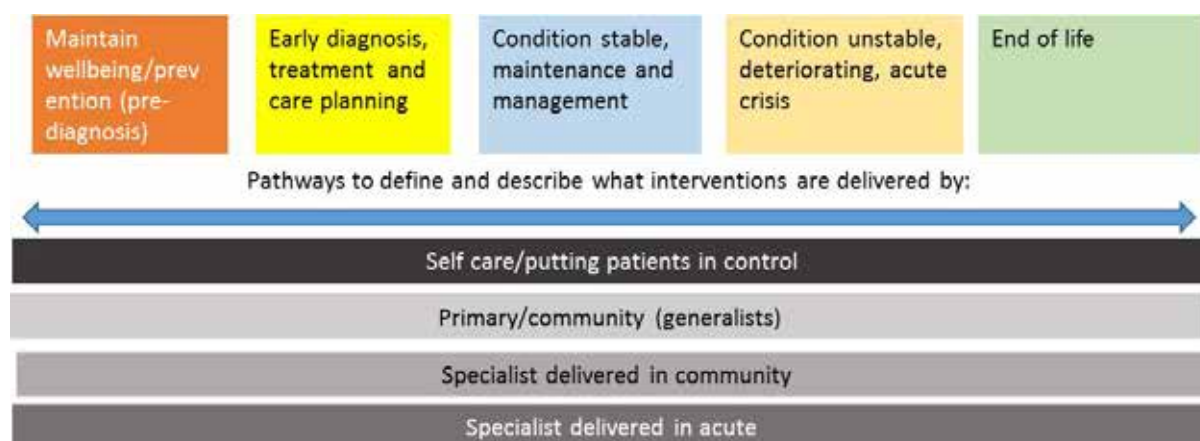 Maintain
wellbeing/prev
ention (pre-
diagnosis)
Early diagnosis,
treatment and
care planning
Condition stable,
maintenance and
management
Condition unstable,
deteriorating, acute
crisis
End of life
Pathways to define and describe what interventions are delivered by:
Self care/putting patients in control
Primary/community (generalists)
Specialist delivered in community
Specialist delivered in acute